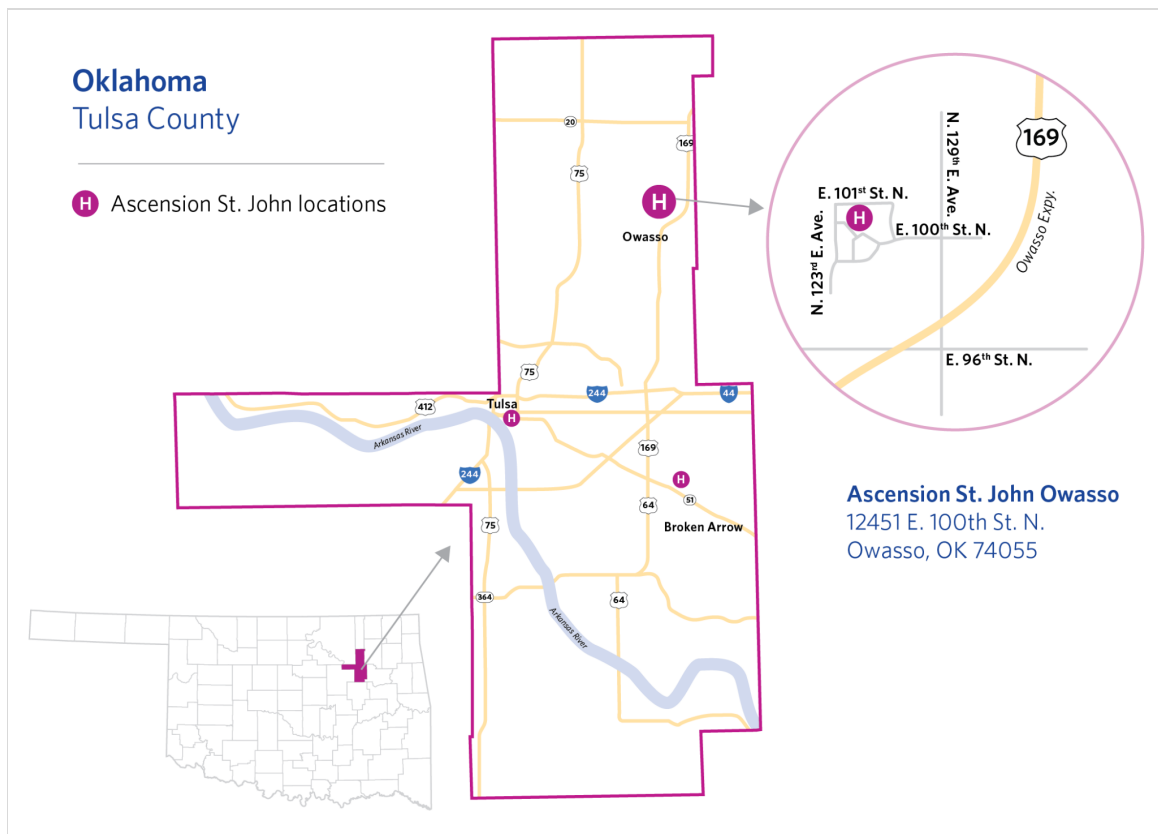 Oklahoma
Tulsa County
H Ascension St. John locations
20
169
75
H
Owasso
75
244
44
412
Tulsa
H
Arkansas River
169
244
H
51
64
75
Broken Arrow
364
64
Arkansas River
169
N. 129th E. Ave.
E. 101st St. N.
H
E. 100th St. N.
N. 123rd E. Ave.
Owasso Expy.
E. 96th St. N.
Ascension St. John Owasso
12451 E. 100th St. N.
Owasso, OK 74055